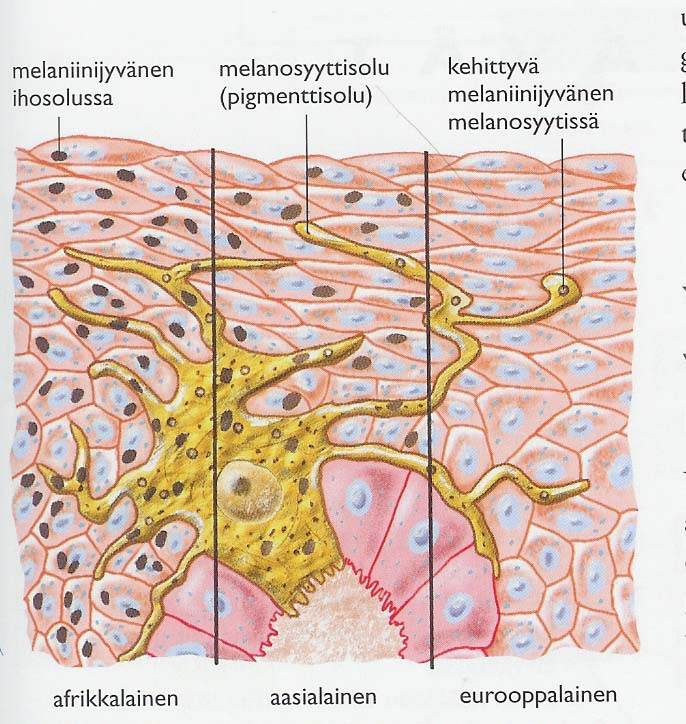 melaniinijyvänen
ihosolussa
melanosyyttisolu
(pigmenttisolu)
kehittyvä
melaniinijyvänen
melanosyytissä
afrikkalainen
aasialainen
eurooppalainen